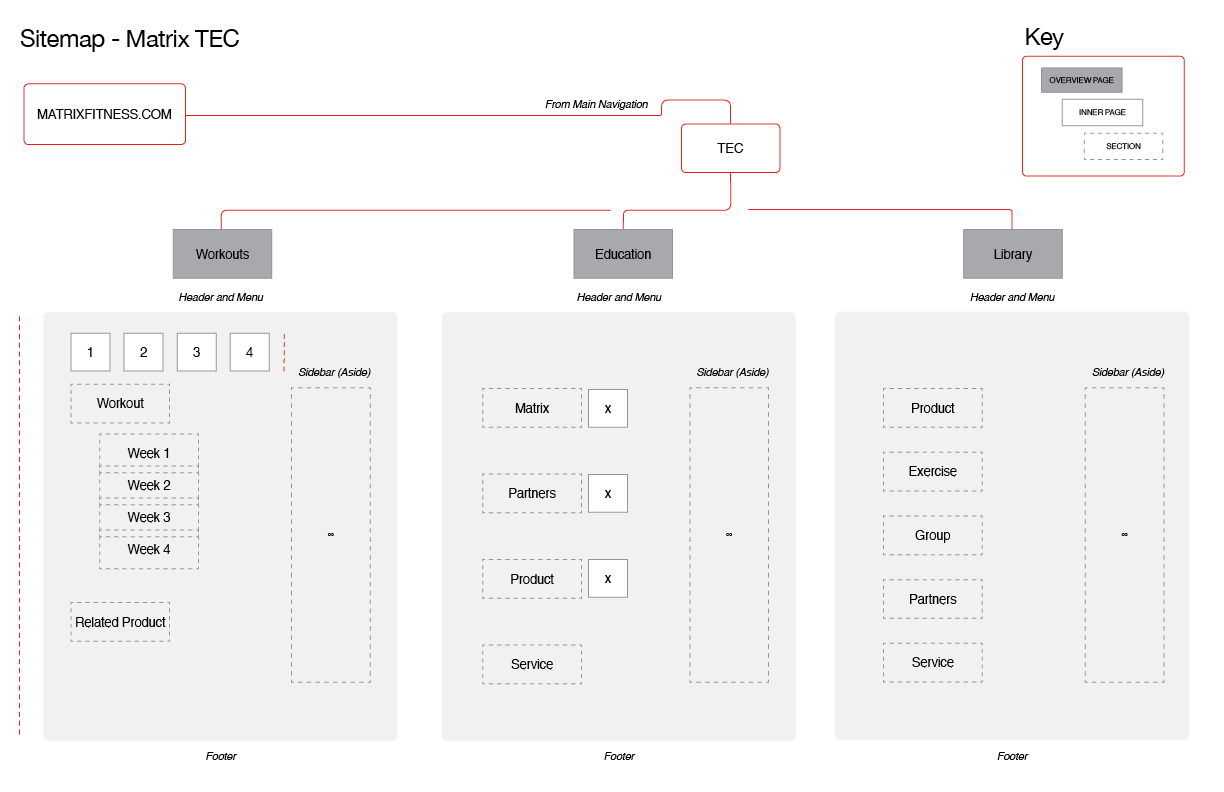 Sitemap - Matrix TEC
Key
OVERVIEW PAGE
INNER PAGE
SECTION
MATRIXFITNESS.COM
From Main Navigation
TEC
Workouts
Education
Library
Header and Menu
Header and Menu
Header and Menu
1
2
3
4
Sidebar (Aside)
Workout
Week 1
Week 2
Week 3
Week 4
Related Product
∞
Footer
Sidebar (Aside)
Matrix
x
Partners
x
Product
x
Service
∞
Footer
Sidebar (Aside)
Product
Exercise
Group
Partners
Service
∞
Footer